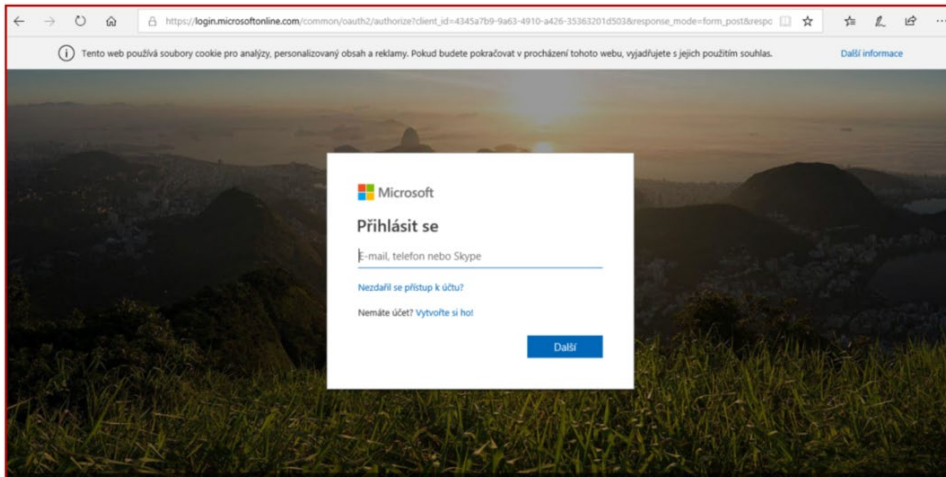 https://login.microsoftonline.com/common/oauth2/authorize?client_id=4345a7b9-9a63-4910-a426-35363201d503&response_mode=form_post&respc
Tento web používá soubory cookie pro analýzy, personalizovaný obsah a reklamy. Pokud budete pokračovat v procházení tohoto webu, vyjadřujete s jejich použitím souhlas. Další informace
Microsoft
Přihlásit se
E-mail, telefon nebo Skype
Nezdařil se přístup k účtu?
Nemáte účet? Vytvořte si ho!
Další